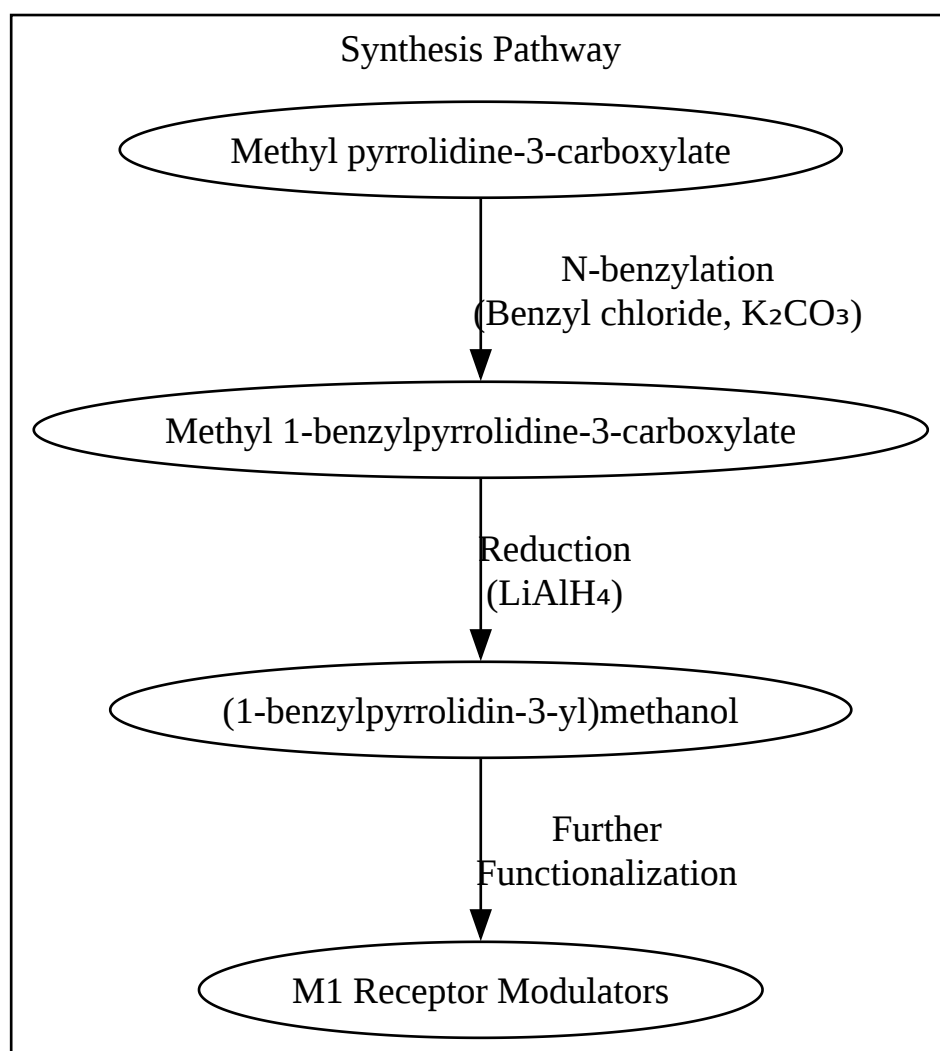 Synthesis Pathway
Methyl pyrrolidine-3-carboxylate
N-benzylation
(Benzyl chloride, K₂CO₃)
Methyl 1-benzylpyrrolidine-3-carboxylate
Reduction
(LiAlH₄)
(1-benzylpyrrolidin-3-yl)methanol
Further
Functionalization
M1 Receptor Modulators